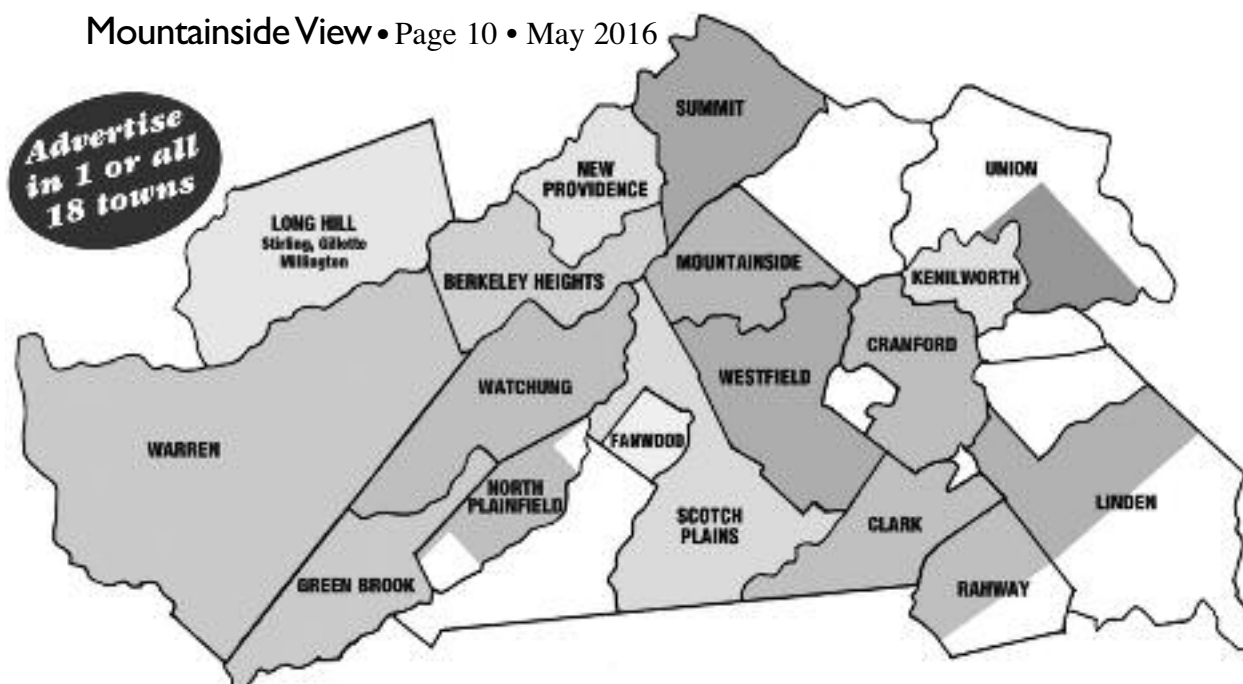 Mountainside View • Page 10 • May 2016
Advertise
in 1 or all
18 towns
SUMMIT
UNION
NEW
PROVIDENCE
LONG HILL
Stirling, Gillette
Millington
BERKELEY HEIGHTS
MOUNTAINSIDE
KENILWORTH
CRANFORD
WESTFIELD
WATCHUNG
FANWOOD
WARREN
NORTH
PLAINFIELD
SCOTCH
PLAINS
CLARK
LINDEN
GREEN BROOK
RAHWAY